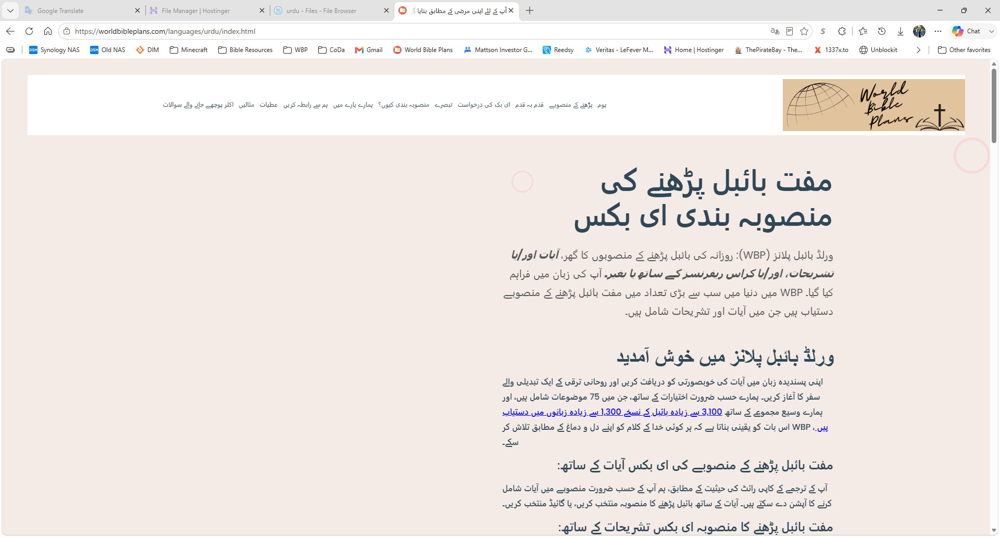 Google Translate
File Manager | Hostinger
urdu - Files - File Browser
آپ کے لئے اپنی مرضی کے مطابق بنایا گ
https://worldbibleplans.com/languages/urdu/index.html
Chat
Synology NAS
Old NAS
DIM
Minecraft
Bible Resources
WBP
CoDa
Gmail
World Bible Plans
Mattson Investor G...
Reedsy
Veritas - LeFever M...
Home | Hostinger
ThePirateBay - The...
1337x.to
Unblockit
Other favorites
ہوم پڑھنے کے منصوبے قدم بہ قدم ای بک کی درخواست تبصرے منصوبہ بندی کیوں؟ ہمارے بارے میں ہم سے رابطہ کریں عطیات مثالیں اکثر پوچھے جانے والے سوالات
World
Bible
Plans
مفت بائبل پڑھنے کی
منصوبہ بندی ای بکس
ورلڈ بائبل پلانز (WBP): روزانہ کی بائبل پڑھنے کے منصوبوں کا گھر، آیات اور/یا
تشریحات، اور/یا کراس ریفرنسز کے ساتھ یا بغیر۔ آپ کی زبان میں فراہم
کیا گیا۔ WBP میں دنیا میں سب سے بڑی تعداد میں مفت بائبل پڑھنے کے منصوبے
دستیاب ہیں جن میں آیات اور تشریحات شامل ہیں۔
ورلڈ بائبل پلانز میں خوش آمدید
اپنی پسندیدہ زبان میں آیات کی خوبصورتی کو دریافت کریں اور روحانی ترقی کے ایک تبدیلی والے
سفر کا آغاز کریں۔ ہمارے حسب ضرورت اختیارات کے ساتھ، جن میں 75 موضوعات شامل ہیں، اور
ہمارے وسیع مجموعے کے ساتھ 3,100 سے زیادہ بائبل کے نسخے 1,300 سے زیادہ زبانوں میں دستیاب
ہیں ، WBP اس بات کو یقینی بناتا ہے کہ ہر کوئی خدا کے کلام کو اپنے دل و دماغ کے مطابق تلاش کر
سکے۔
مفت بائبل پڑھنے کے منصوبے کی ای بکس آیات کے ساتھ:
آپ کے ترجمے کے کاپی رائٹ کی حیثیت کے مطابق، ہم آپ کے حسب ضرورت منصوبے میں آیات شامل
کرنے کا آپشن دے سکتے ہیں۔ آیات کے ساتھ بائبل پڑھنے کا منصوبہ منتخب کریں، یا گائیڈ منتخب کریں۔
مفت بائبل پڑھنے کا منصوبہ ای بکس تشریحات کے ساتھ: